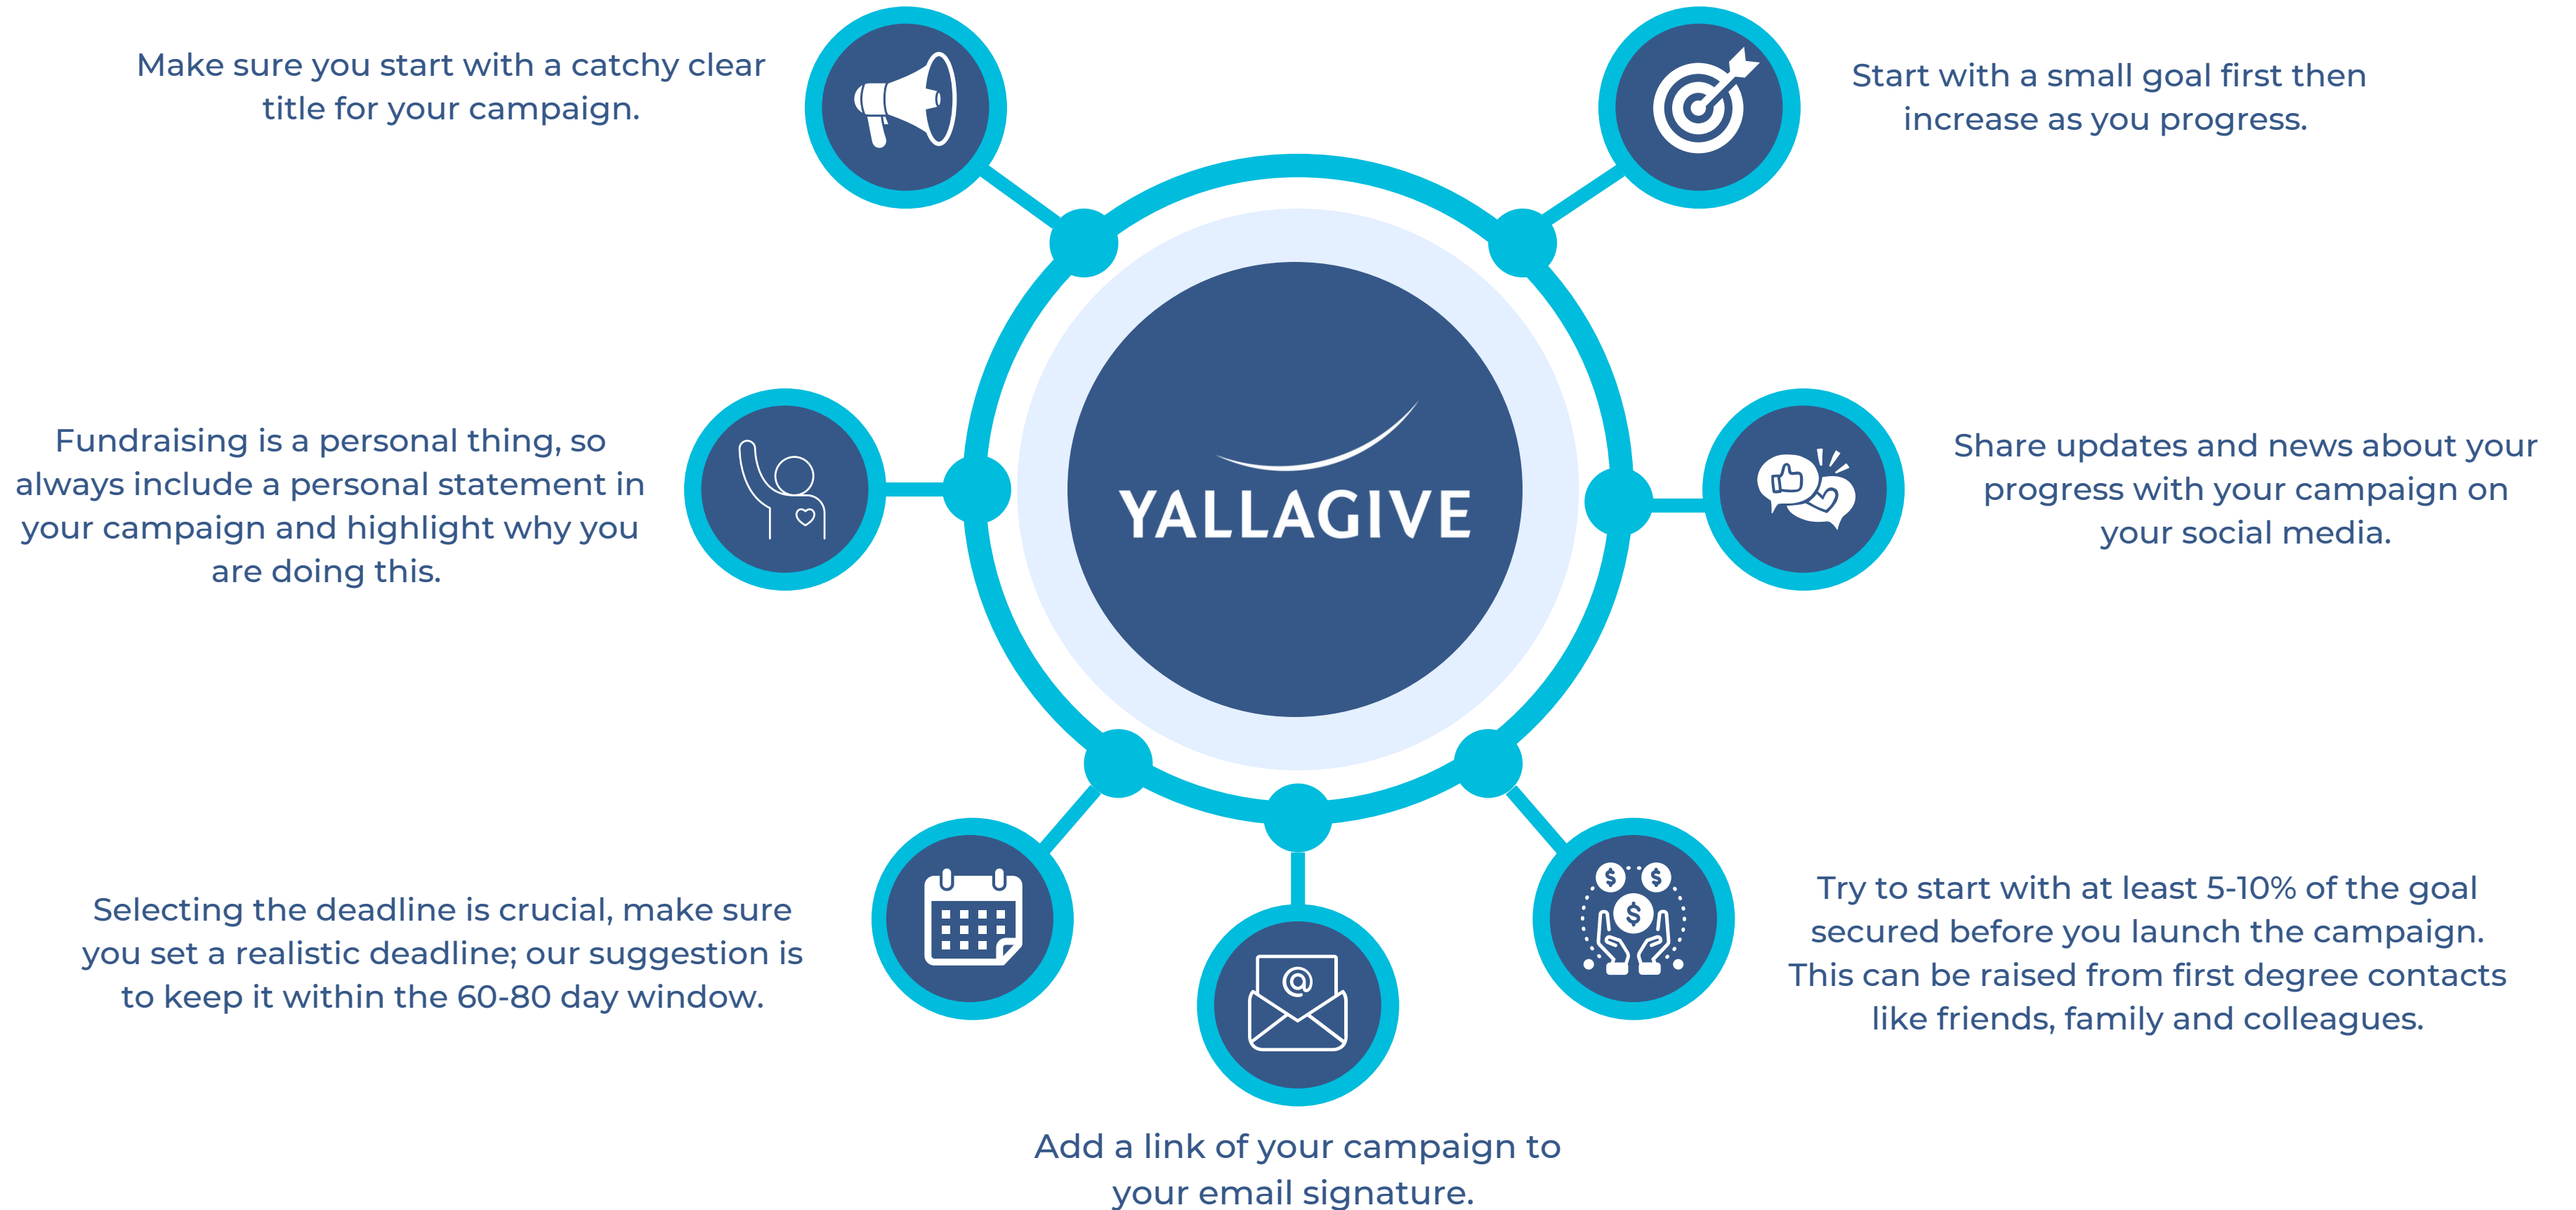 Make sure you start with a catchy clear
title for your campaign.
Start with a small goal first then
increase as you progress.
Fundraising is a personal thing, so
always include a personal statement in
your campaign and highlight why you
are doing this.
YALLAGIVE
Share updates and news about your
progress with your campaign on
your social media.
Selecting the deadline is crucial, make sure
you set a realistic deadline; our suggestion is
to keep it within the 60-80 day window.
Try to start with at least 5-10% of the goal
secured before you launch the campaign.
This can be raised from first degree contacts
like friends, family and colleagues.
Add a link of your campaign to
your email signature.